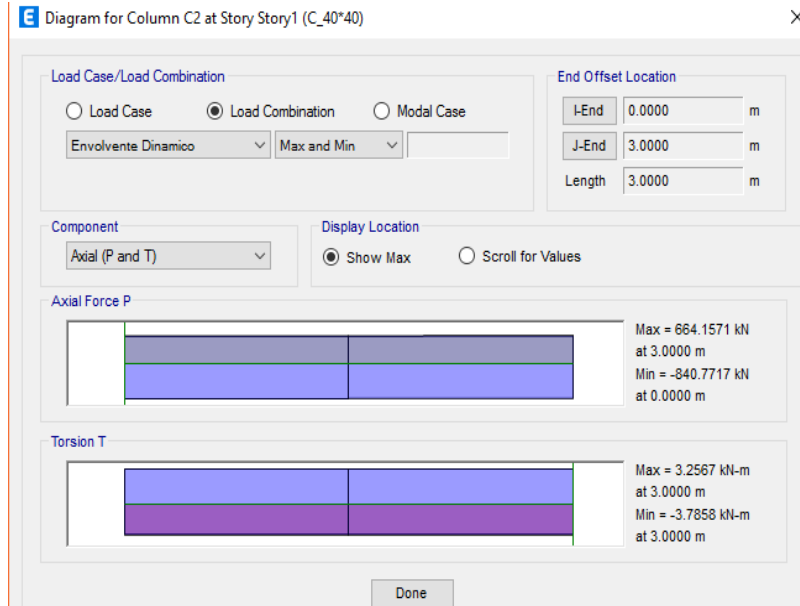 E Diagram for Column C2 at Story Story1 (C_40*40)
Load Case/Load Combination
Load Case Load Combination Modal Case
Envolvente Dinamico Max and Min
End Offset Location
I-End 0.0000 m
J-End 3.0000 m
Length 3.0000 m
Component
Axial (P and T)
Display Location
Show Max Scroll for Values
Axial Force P
Max = 664.1571 kN
at 3.0000 m
Min = -840.7717 kN
at 0.0000 m
Torsion T
Max = 3.2567 kN-m
at 3.0000 m
Min = -3.7858 kN-m
at 3.0000 m
Done